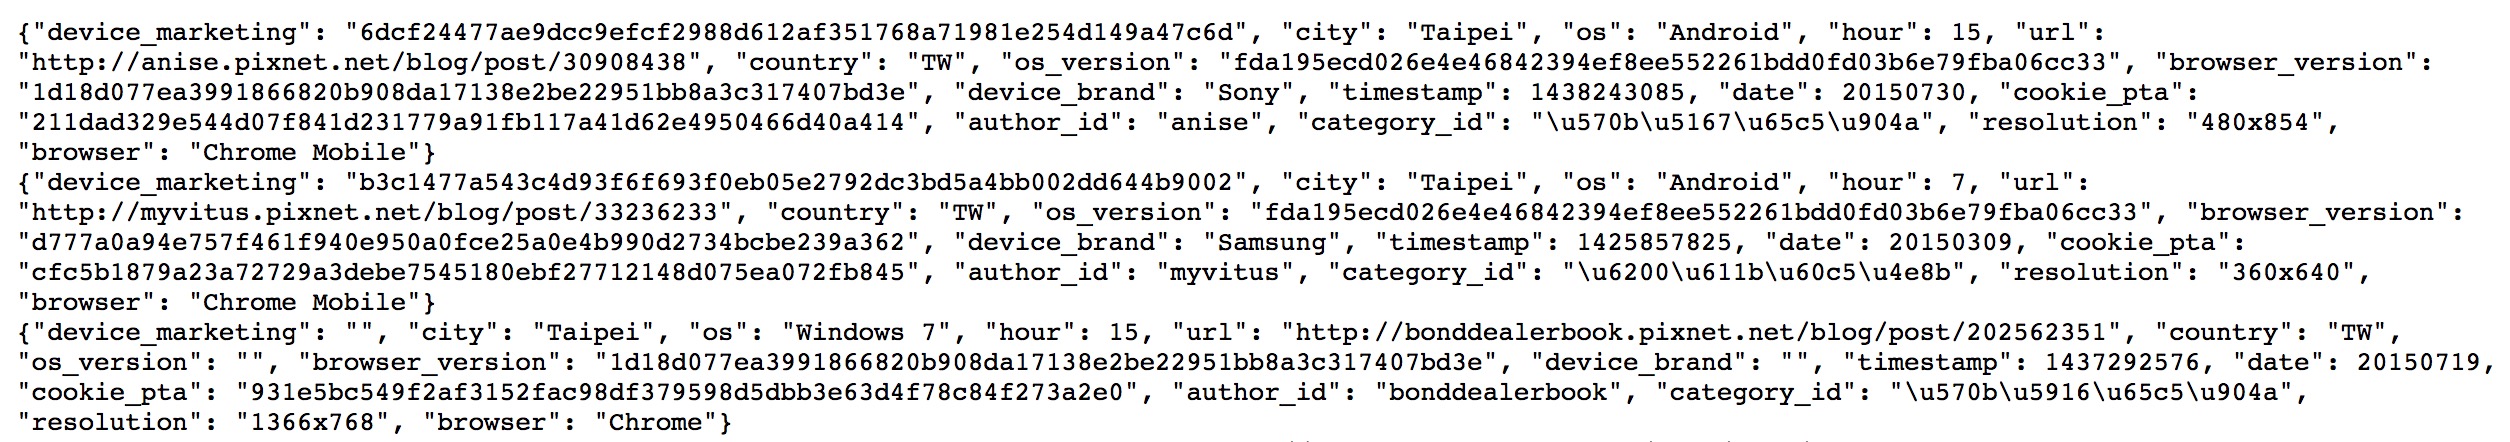 {"device_marketing": "6dcf24477ae9dcc9efcf2988d612af351768a71981e254d149a47c6d", "city": "Taipei", "os": "Android", "hour": 15, "url":
"http://anise.pixnet.net/blog/post/30908438", "country": "TW", "os_version": "fda195ecd026e4e46842394ef8ee552261bdd0fd03b6e79fba06cc33", "browser_version":
"1d18d077ea3991866820b908da17138e2be22951bb8a3c317407bd3e", "device_brand": "Sony", "timestamp": 1438243085, "date": 20150730, "cookie_pta":
"211dad329e544d07f841d231779a91fb117a41d62e4950466d40a414", "author_id": "anise", "category_id": "\u570b\u5167\u65c5\u904a", "resolution": "480x854",
"browser": "Chrome Mobile"}
{"device_marketing": "b3c1477a543c4d93f6f693f0eb05e2792dc3bd5a4bb002dd644b9002", "city": "Taipei", "os": "Android", "hour": 7, "url":
"http://myvitus.pixnet.net/blog/post/33236233", "country": "TW", "os_version": "fda195ecd026e4e46842394ef8ee552261bdd0fd03b6e79fba06cc33", "browser_version":
"d777a0a94e757f461f940e950a0fce25a0e4b990d2734bcbe239a362", "device_brand": "Samsung", "timestamp": 1425857825, "date": 20150309, "cookie_pta":
"cfc5b1879a23a72729a3debe7545180ebf27712148d075ea072fb845", "author_id": "myvitus", "category_id": "\u6200\u611b\u60c5\u4e8b", "resolution": "360x640",
"browser": "Chrome Mobile"}
{"device_marketing": "", "city": "Taipei", "os": "Windows 7", "hour": 15, "url": "http://bonddealerbook.pixnet.net/blog/post/202562351", "country": "TW",
"os_version": "", "browser_version": "1d18d077ea3991866820b908da17138e2be22951bb8a3c317407bd3e", "device_brand": "", "timestamp": 1437292576, "date": 20150719,
"cookie_pta": "931e5bc549f2af3152fac98df379598d5dbb3e63d4f78c84f273a2e0", "author_id": "bonddealerbook", "category_id": "\u570b\u5916\u65c5\u904a",
"resolution": "1366x768", "browser": "Chrome"}